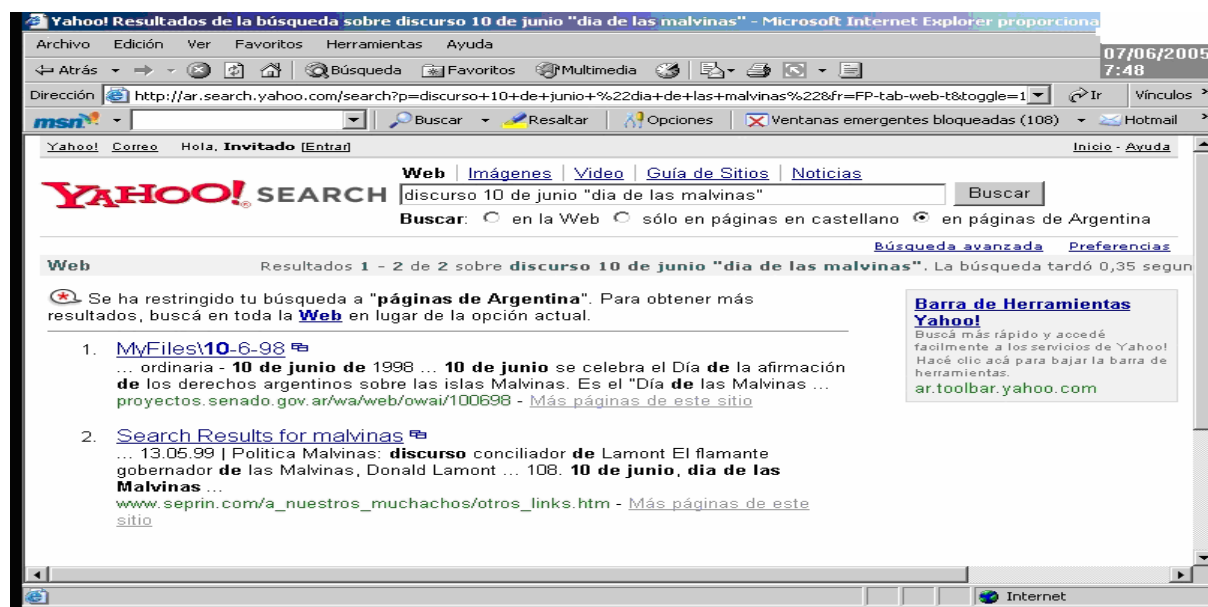 Yahoo! Resultados de la búsqueda sobre discurso 10 de junio "dia de las malvinas" - Microsoft Internet Explorer proporciona
Archivo Edición Ver Favoritos Herramientas Ayuda
07/06/2005
7:48
Atrás Búsqueda Favoritos Multimedia
Dirección http://ar.search.yahoo.com/search?p=discurso+10+de+junio+%22dia+de+las+malvinas%22&fr=FP-tab-web-t&toggle=1 Ir Vínculos
msn Buscar Resaltar Opciones Ventanas emergentes bloqueadas (108) Hotmail
Yahoo! Correo Hola, Invitado [Entrar] Inicio - Ayuda
Web | Imágenes | Video | Guía de Sitios | Noticias
YAHOO! SEARCH discurso 10 de junio "dia de las malvinas" Buscar
Buscar: en la Web sólo en páginas en castellano en páginas de Argentina
Búsqueda avanzada Preferencias
Web Resultados 1 - 2 de 2 sobre discurso 10 de junio "dia de las malvinas". La búsqueda tardó 0,35 segun
Se ha restringido tu búsqueda a "páginas de Argentina". Para obtener más
resultados, buscá en toda la Web en lugar de la opción actual.
1. MyFiles\10-6-98
... ordinaria - 10 de junio de 1998 ... 10 de junio se celebra el Día de la afirmación
de los derechos argentinos sobre las islas Malvinas. Es el "Día de las Malvinas ...
proyectos.senado.gov.ar/wa/web/owai/100698 - Más páginas de este sitio
2. Search Results for malvinas
... 13.05.99 | Politica Malvinas: discurso conciliador de Lamont El flamante
gobernador de las Malvinas, Donald Lamont ... 108. 10 de junio, dia de las
Malvinas ...
www.seprin.com/a_nuestros_muchachos/otros_links.htm - Más páginas de este
sitio
Barra de Herramientas
Yahoo!
Buscá más rápido y accedé
facilmente a los servicios de Yahoo!
Hacé clic acá para bajar la barra de
herramientas.
ar.toolbar.yahoo.com
Internet